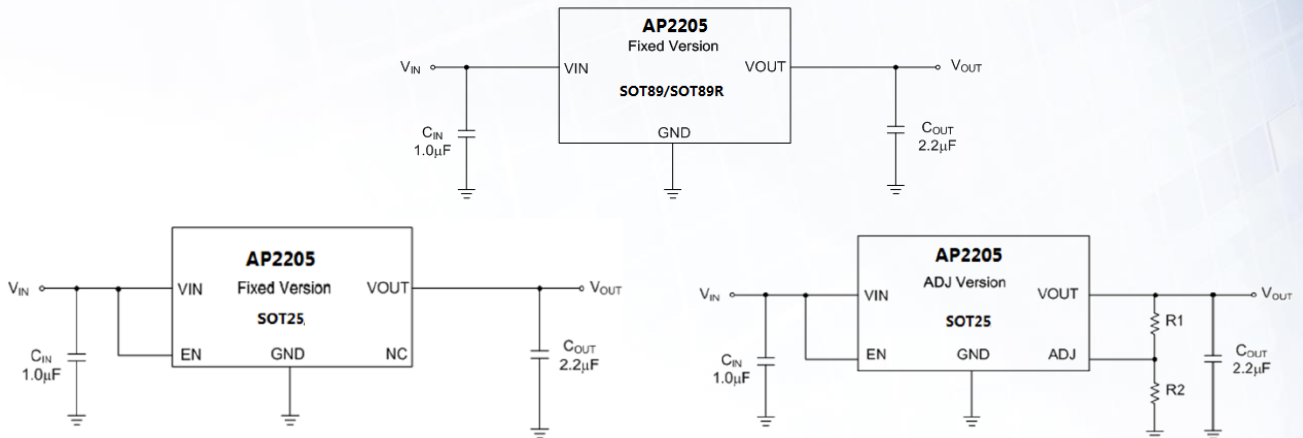 AP2205
Fixed Version
SOT89/SOT89R
VIN
VOUT
GND
VIN
VOUT
CIN
1.0μF
COUT
2.2μF
AP2205
Fixed Version
SOT25,
VIN
VOUT
EN
GND
NC
VIN
VOUT
CIN
1.0μF
COUT
2.2μF
AP2205
ADJ Version
SOT25
VIN
VOUT
EN
GND
ADJ
VIN
VOUT
CIN
1.0μF
R1
R2
COUT
2.2μF